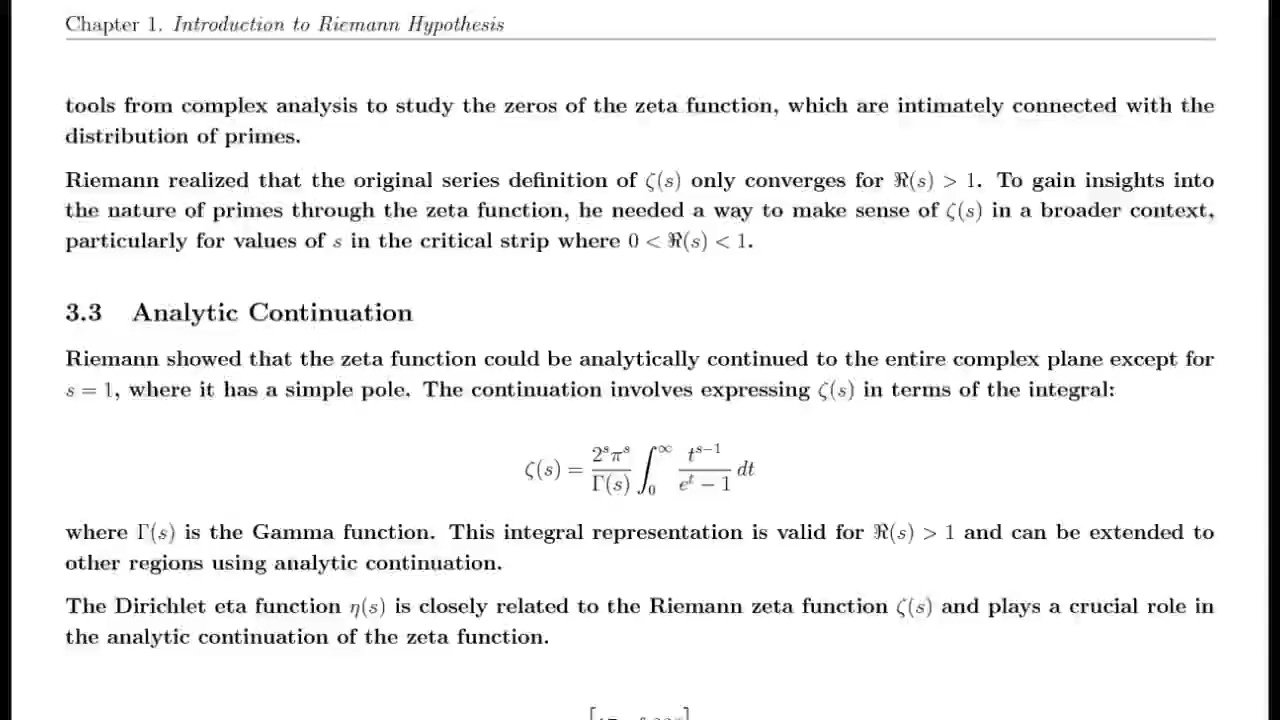 Chapter 1. Introduction to Riemann Hypothesis
tools from complex analysis to study the zeros of the zeta function, which are intimately connected with the
distribution of primes.
Riemann realized that the original series definition of ζ(s) only converges for ℜ(s) > 1. To gain insights into
the nature of primes through the zeta function, he needed a way to make sense of ζ(s) in a broader context,
particularly for values of s in the critical strip where 0 < ℜ(s) < 1.
3.3 Analytic Continuation
Riemann showed that the zeta function could be analytically continued to the entire complex plane except for
s = 1, where it has a simple pole. The continuation involves expressing ζ(s) in terms of the integral:
ζ(s) = \frac{2^s π^s}{Γ(s)} ∫_0^∞ \frac{t^{s−1}}{e^t − 1} dt
where Γ(s) is the Gamma function. This integral representation is valid for ℜ(s) > 1 and can be extended to
other regions using analytic continuation.
The Dirichlet eta function η(s) is closely related to the Riemann zeta function ζ(s) and plays a crucial role in
the analytic continuation of the zeta function.